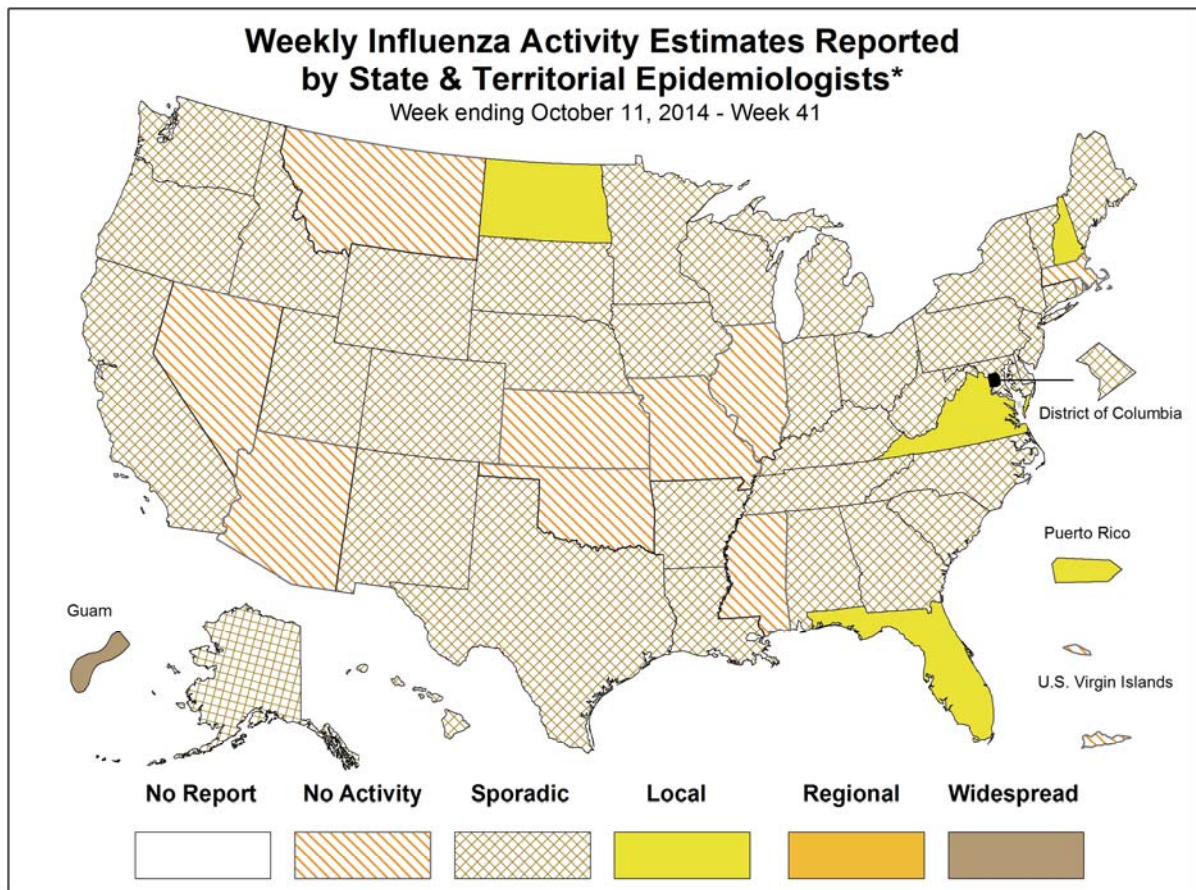 Weekly Influenza Activity Estimates Reported
by State & Territorial Epidemiologists*
Week ending October 11, 2014 - Week 41
District of Columbia
Puerto Rico
Guam
U.S. Virgin Islands
No Report No Activity Sporadic Local Regional Widespread